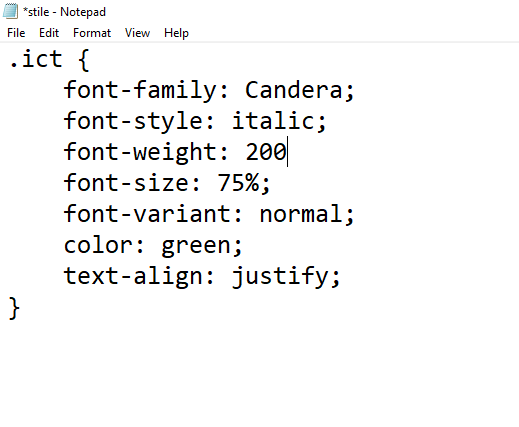 *stile - Notepad
File Edit Format View Help
.ict {
    font-family: Candera;
    font-style: italic;
    font-weight: 200
    font-size: 75%;
    font-variant: normal;
    color: green;
    text-align: justify;
}